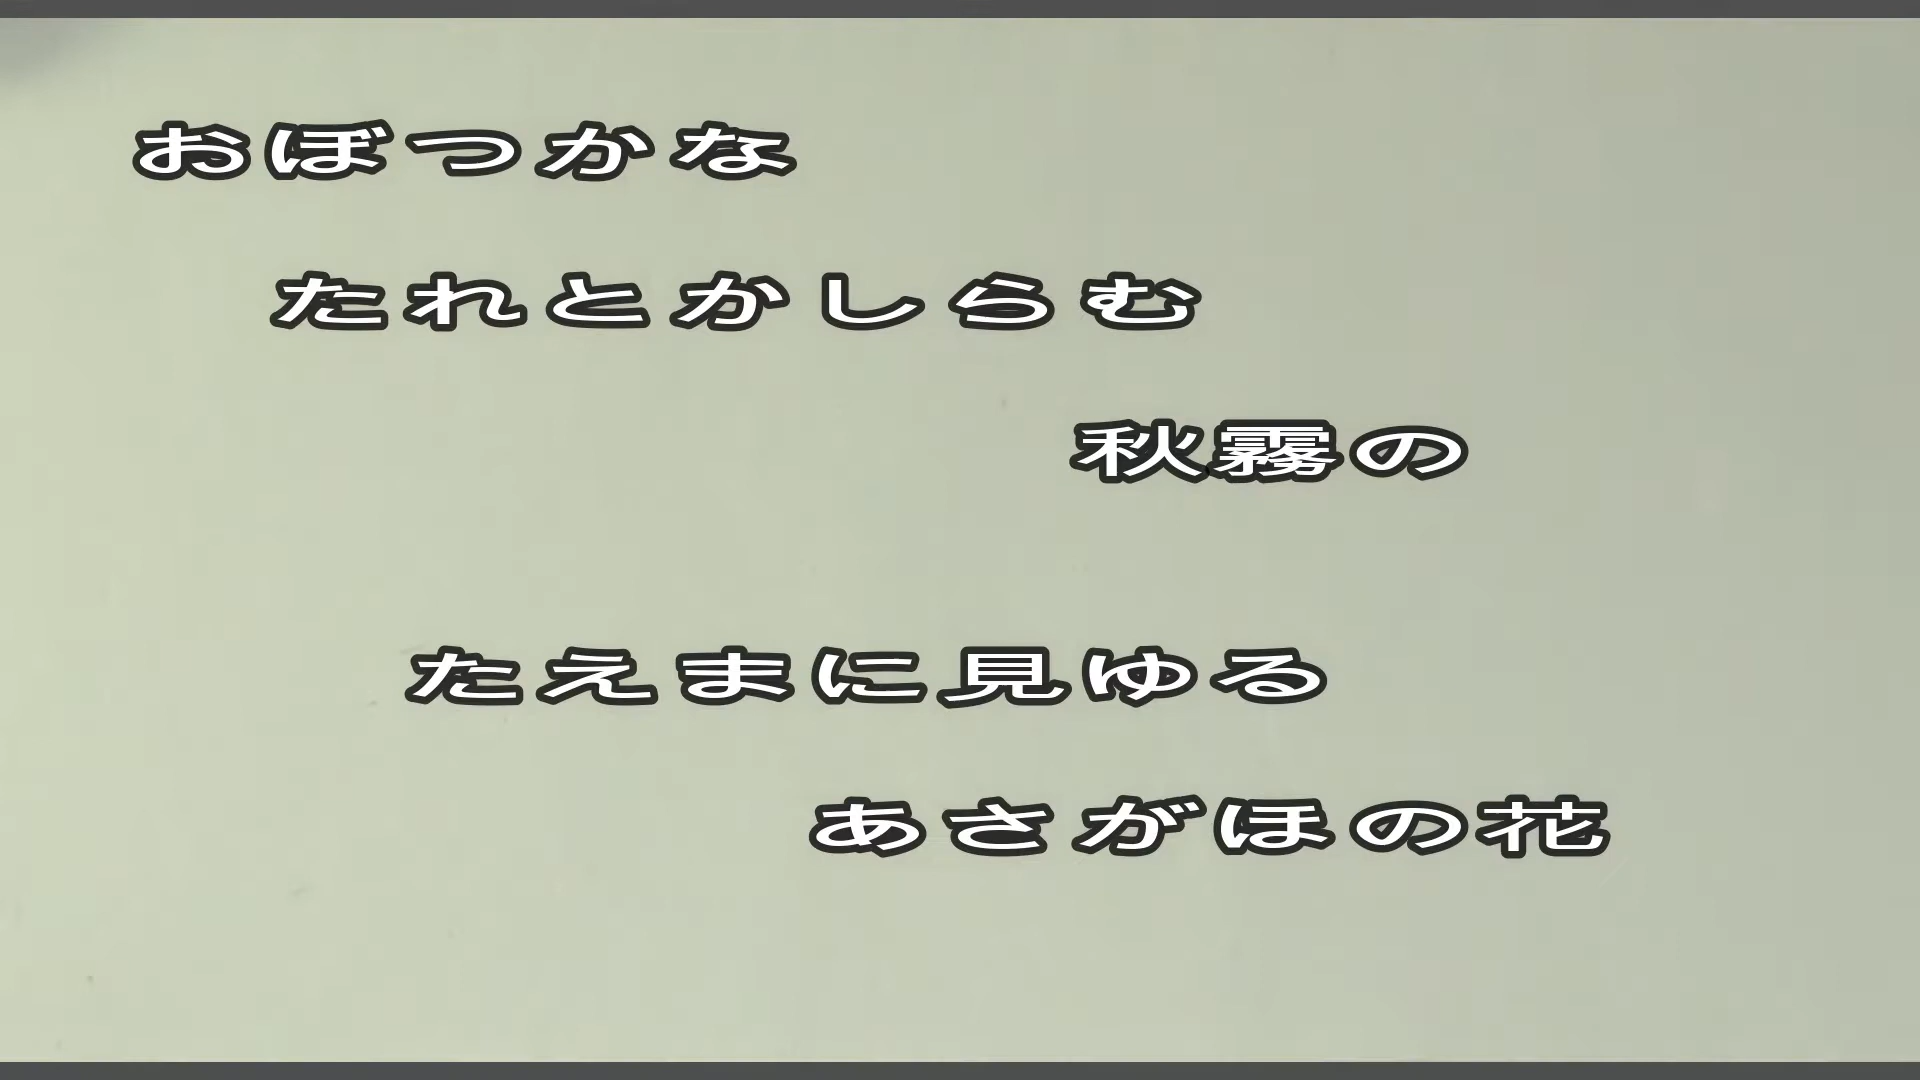 おぼつかな
たれとかしらむ
秋霧の
たえまに見ゆる
あさがほの花